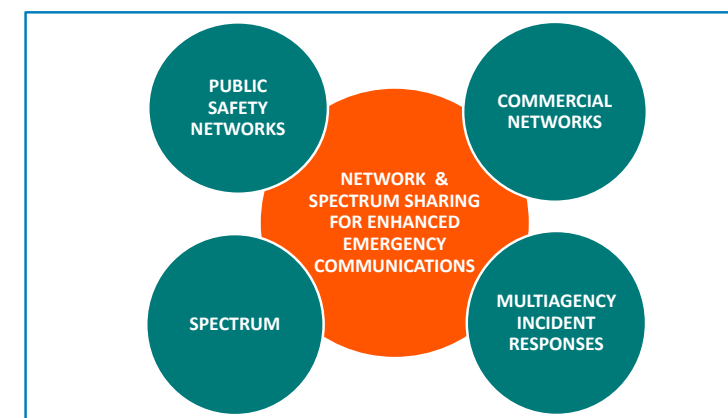 PUBLIC
SAFETY
NETWORKS
COMMERCIAL
NETWORKS
NETWORK &
SPECTRUM SHARING
FOR ENHANCED
EMERGENCY
COMMUNICATIONS
SPECTRUM
MULTIAGENCY
INCIDENT
RESPONSES